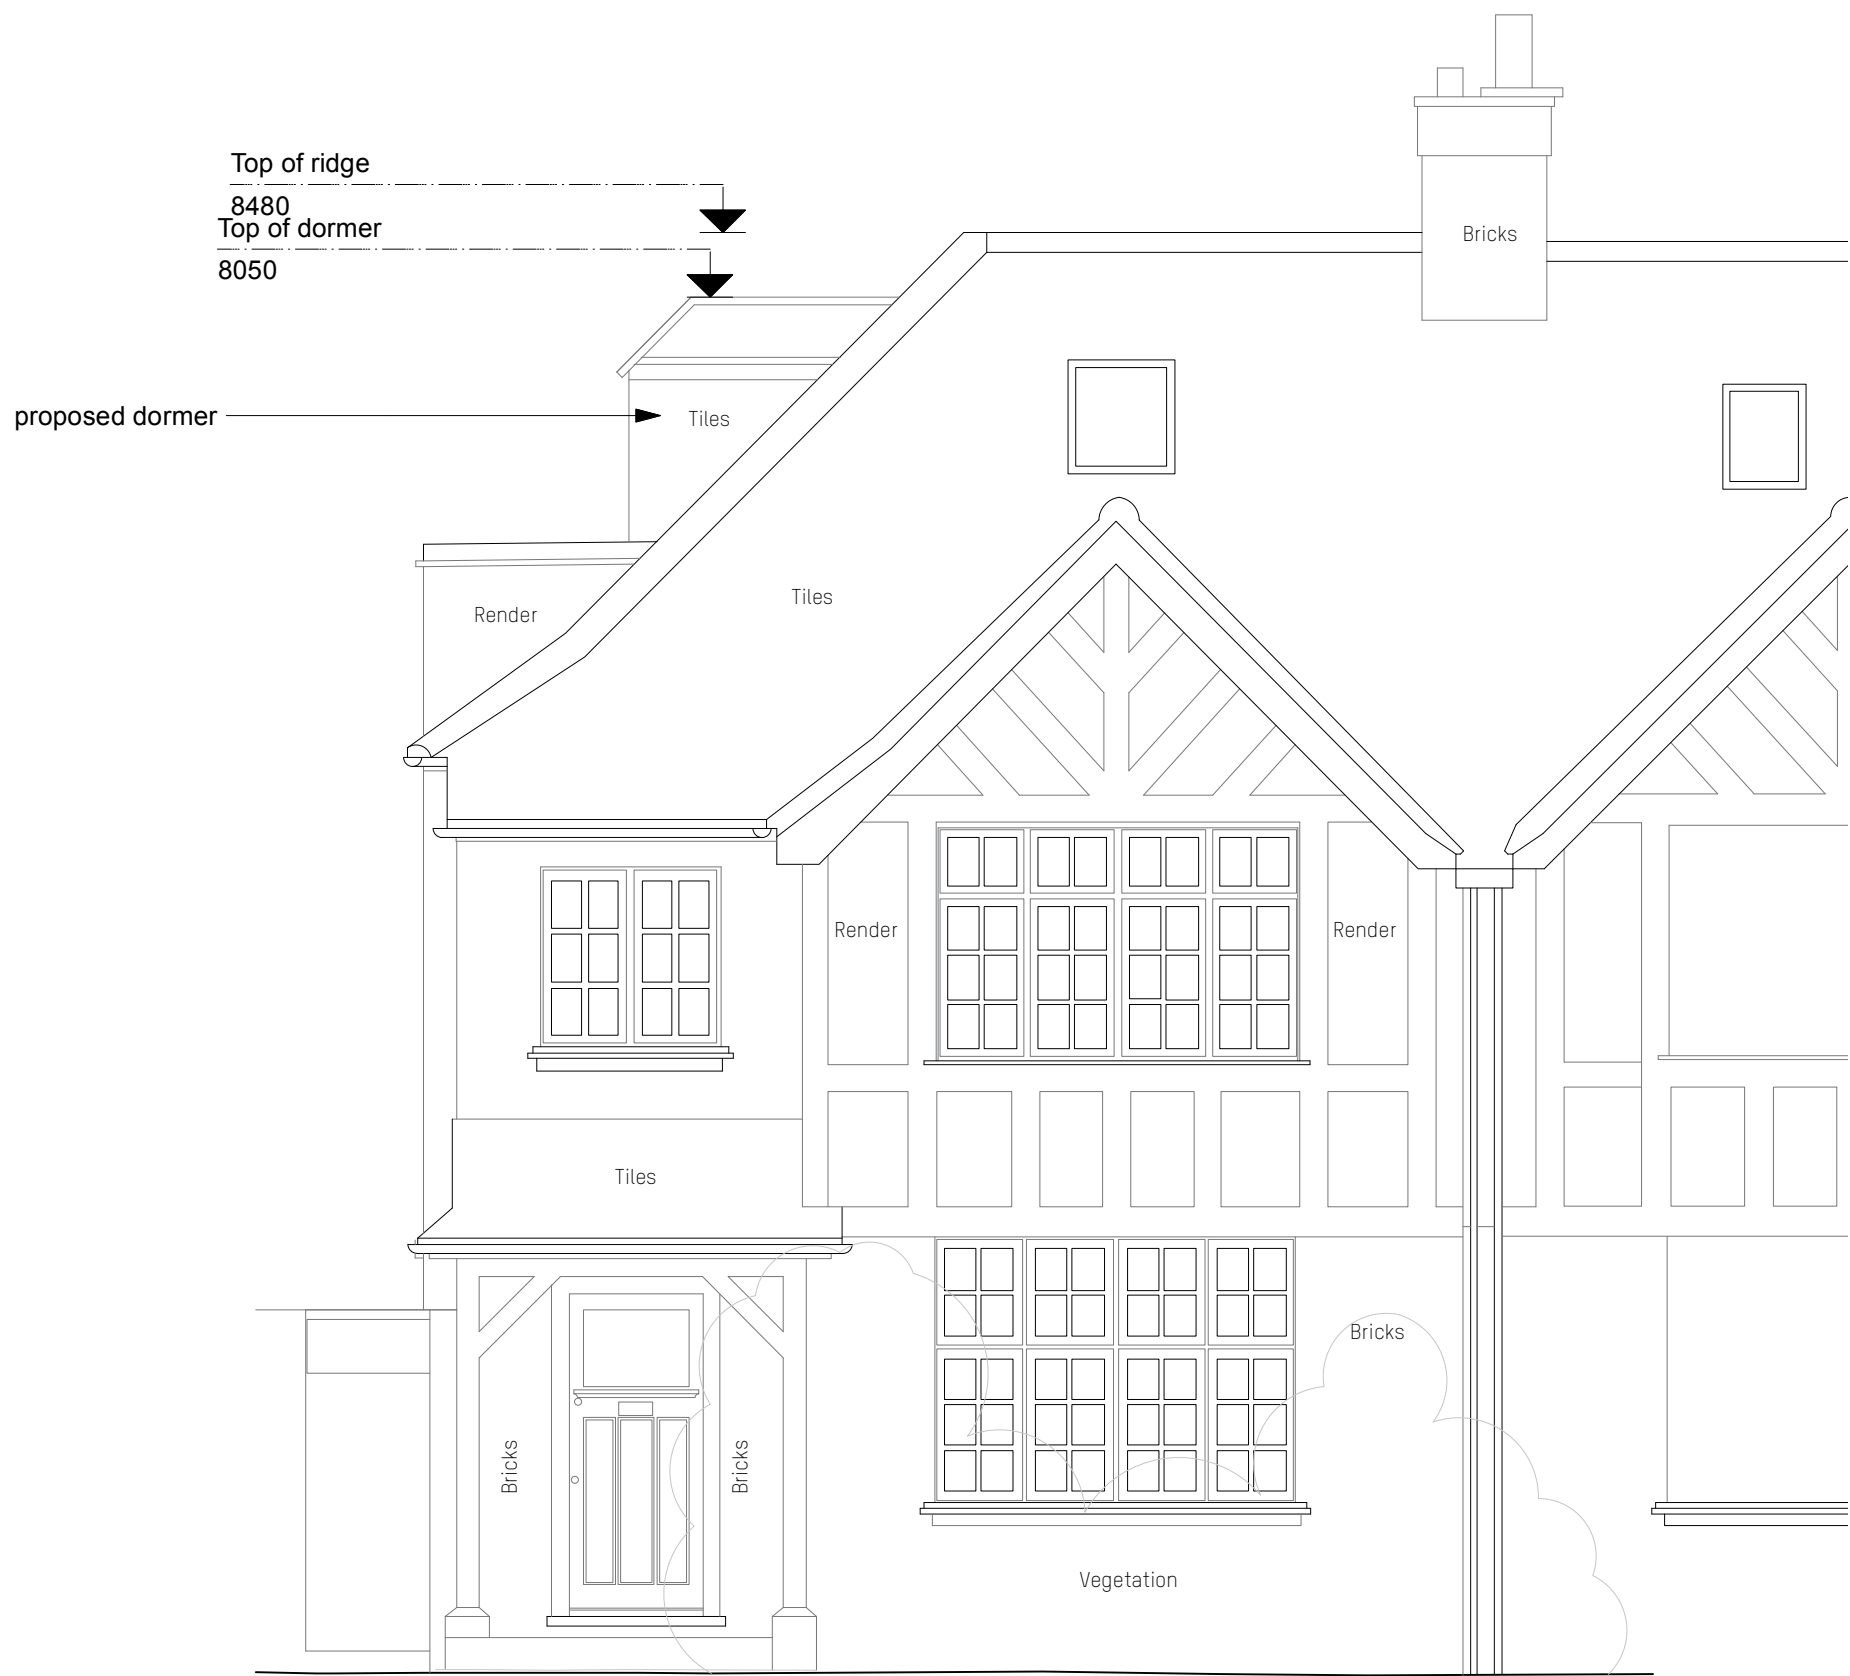 Top of ridge
8480
Top of dormer
8050
Bricks
proposed dormer
Tiles
Tiles
Render
Render
Render
Tiles
Bricks
Bricks
Bricks
Vegetation